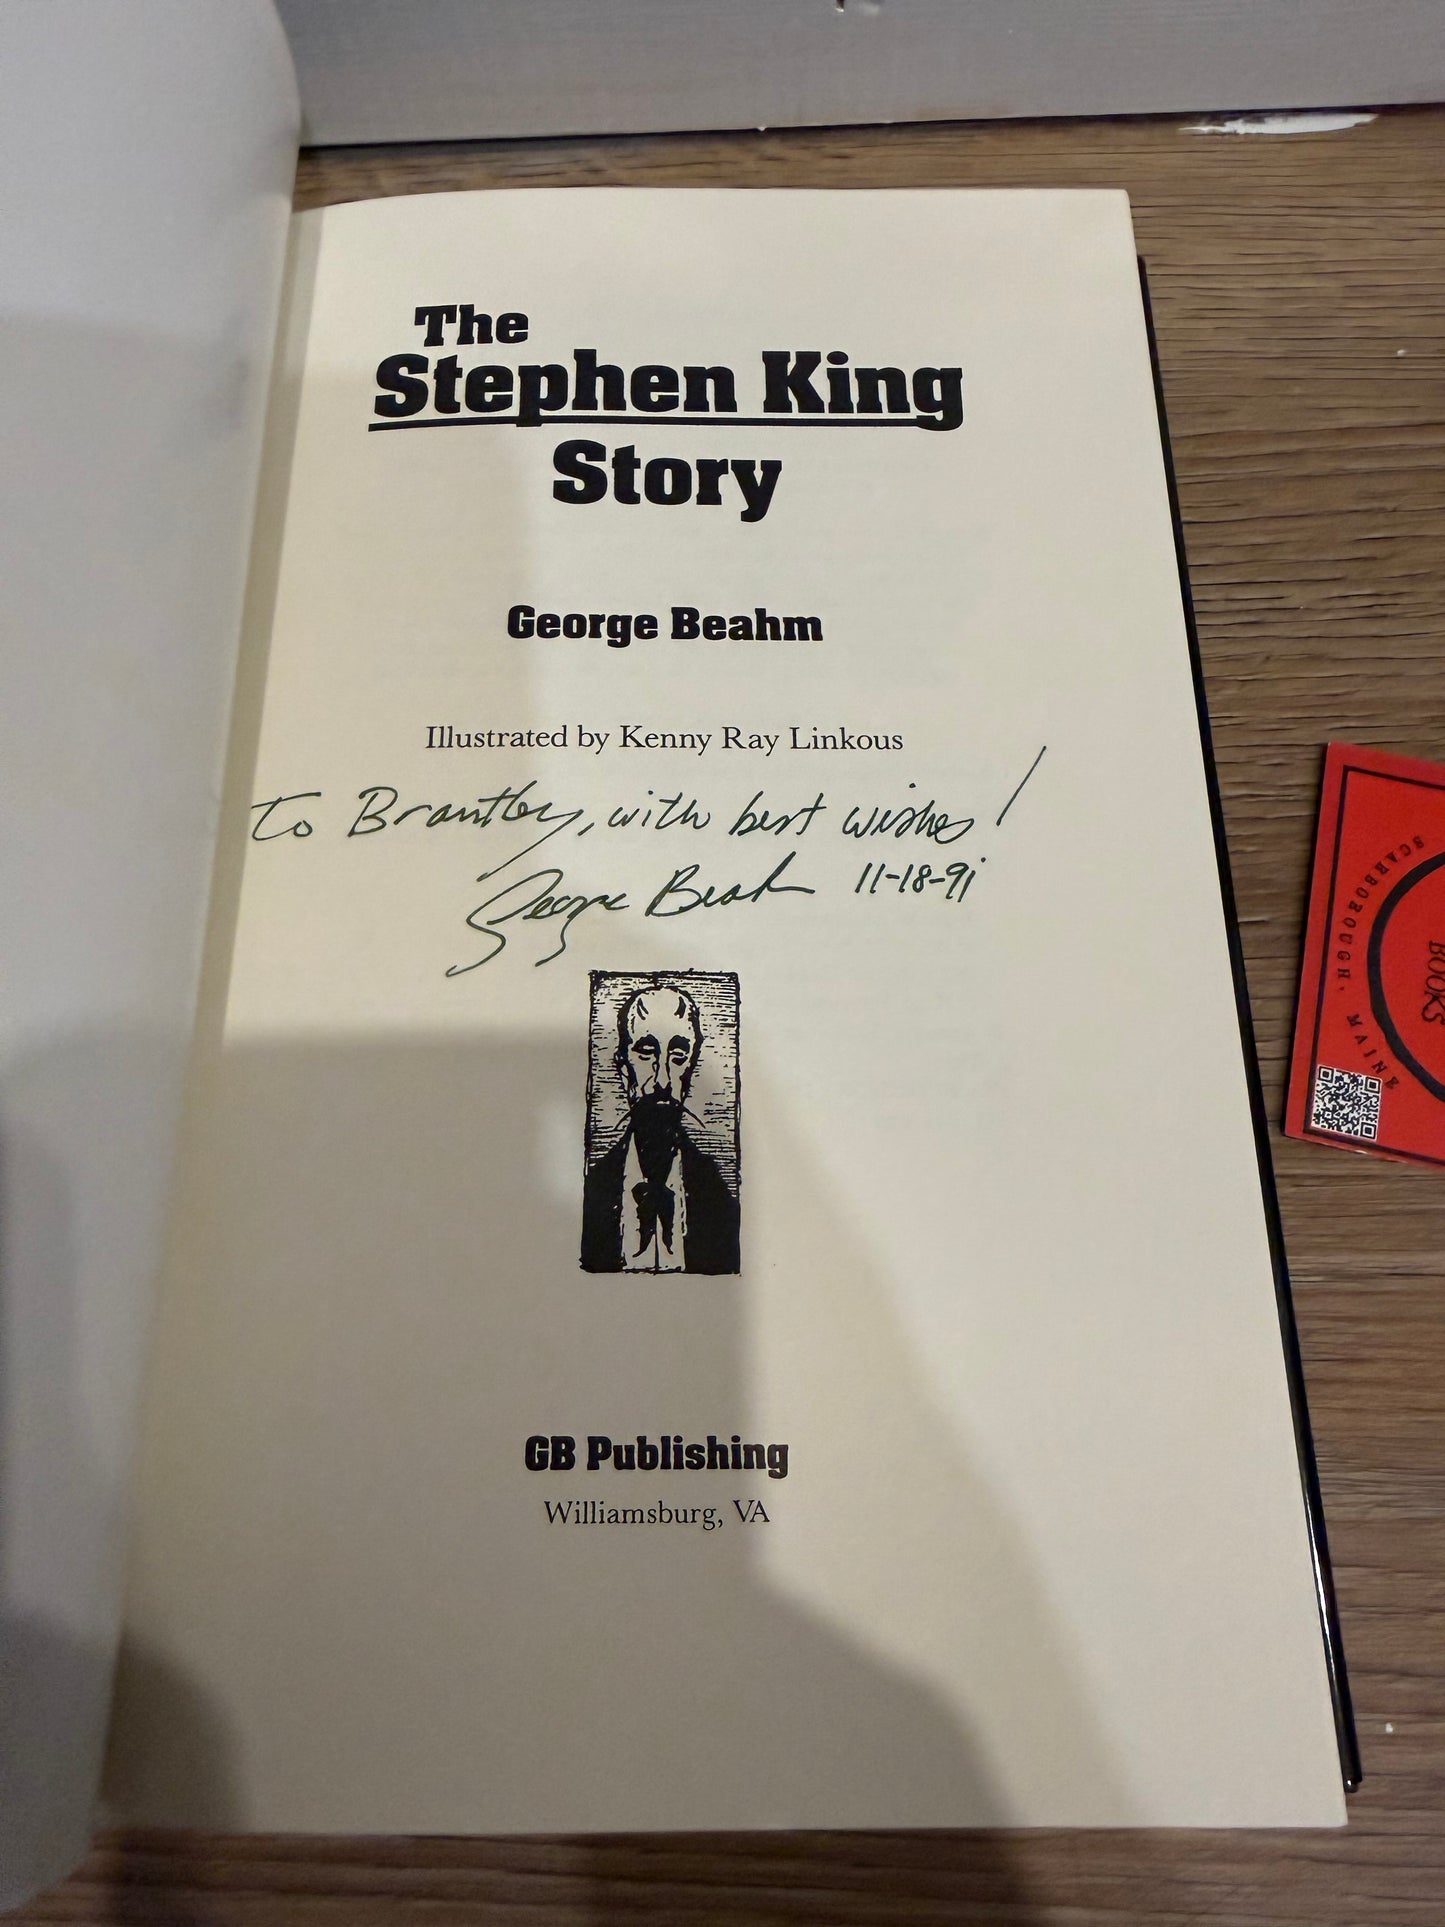 The
Stephen King
Story
George Beahm
Illustrated by Kenny Ray Linkous
To Brantley, with best wishes!
George Beahm 11-18-91
GB Publishing
Williamsburg, VA
SCARBOROUGH, MAINE
BOOKS